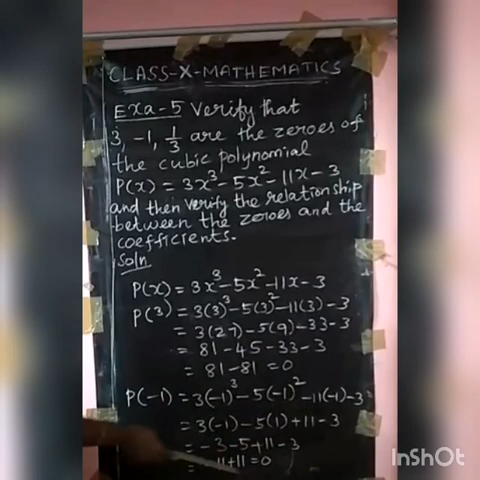 CLASS-X-MATHEMATICS
Exa-5 Verify that
3, -1, 1/3 are the zeroes of
the cubic polynomial
P(x) = 3x³-5x²-11x-3
and then verify the relationship
between the zeroes and the
coefficients.
Soln
P(x) = 3x³-5x²-11x-3
P(3) = 3(3)³-5(3)²-11(3)-3
= 3(27)-5(9)-33-3
= 81-45-33-3
= 81-81 = 0
P(-1) = 3(-1)³-5(-1)²-11(-1)-3=
= 3(-1)-5(1)+11-3
= -3-5+11-3
= 11+11=0
InShOt